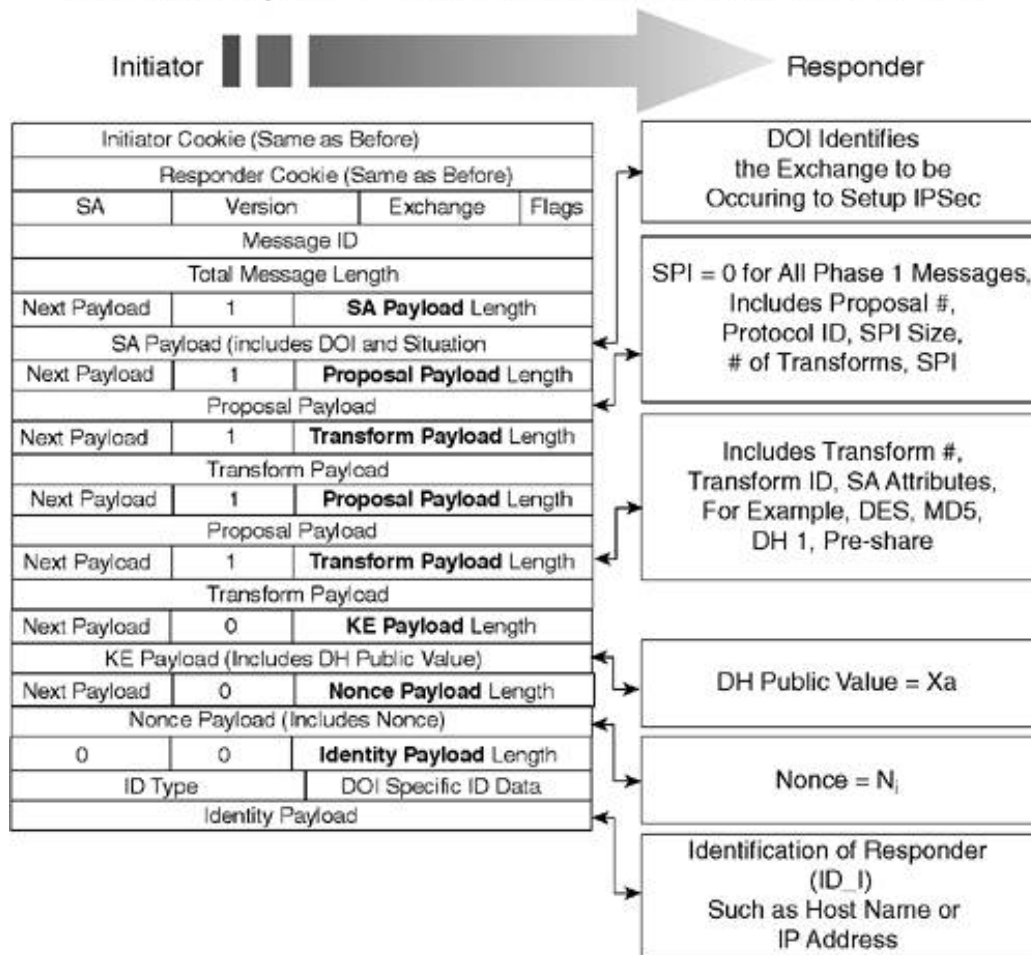 Initiator
Responder
Initiator Cookie (Same as Before)
Responder Cookie (Same as Before)
SA Version Exchange Flags
Message ID
Total Message Length
Next Payload 1 SA Payload Length
SA Payload (includes DOI and Situation
Next Payload 1 Proposal Payload Length
Proposal Payload
Next Payload 1 Transform Payload Length
Transform Payload
Next Payload 1 Proposal Payload Length
Proposal Payload
Next Payload 1 Transform Payload Length
Transform Payload
Next Payload 0 KE Payload Length
KE Payload (Includes DH Public Value)
Next Payload 0 Nonce Payload Length
Nonce Payload (Includes Nonce)
0 0 Identity Payload Length
ID Type DOI Specific ID Data
Identity Payload
DOI Identifies
the Exchange to be
Occuring to Setup IPSec
SPI = 0 for All Phase 1 Messages,
Includes Proposal #,
Protocol ID, SPI Size,
# of Transforms, SPI
Includes Transform #,
Transform ID, SA Attributes,
For Example, DES, MD5,
DH 1, Pre-share
DH Public Value = Xa
Nonce = Ni
Identification of Responder
(ID_I)
Such as Host Name or
IP Address